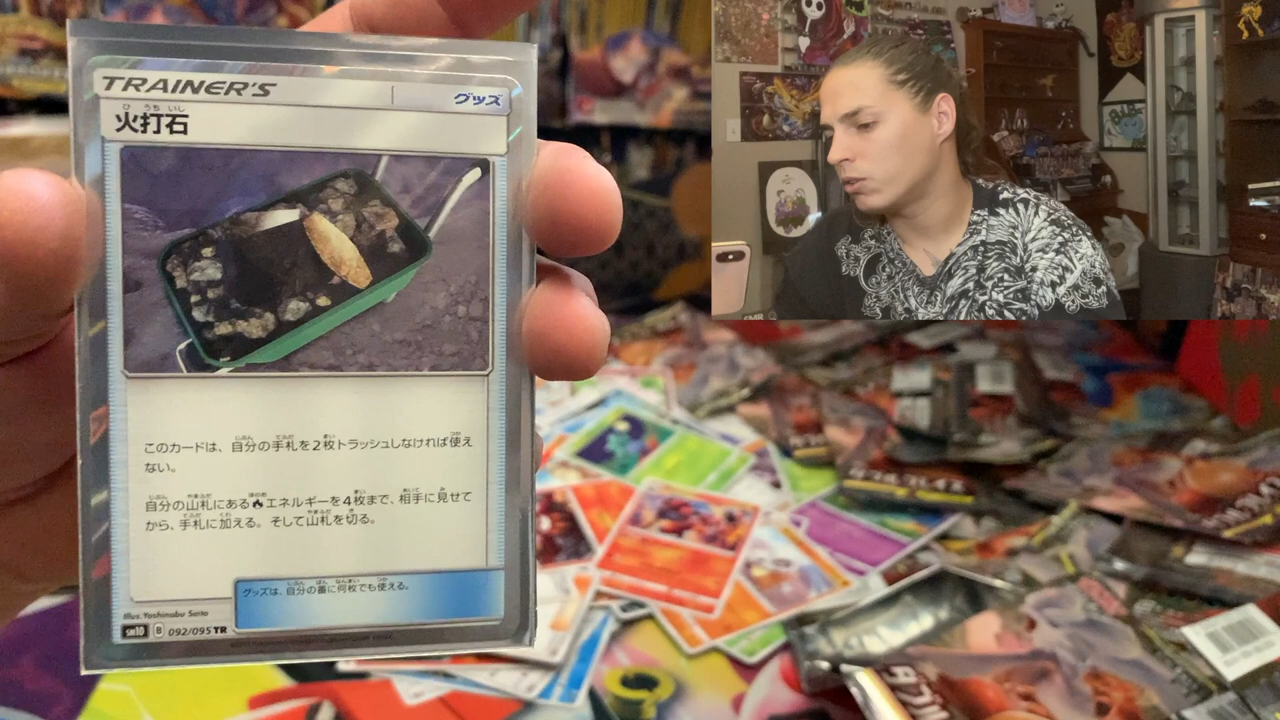 TRAINER'S
グッズ
ひ うち いし
火打石
このカードは、自分の手札を2枚トラッシュしなければ使え
ない。
自分の山札にある エネルギーを4枚まで、相手に見せて
から、手札に加える。そして山札を切る。
グッズは、自分の番に何枚でも使える。
Illus. Yoshinobu Saito
sm10 B 092/095 TR